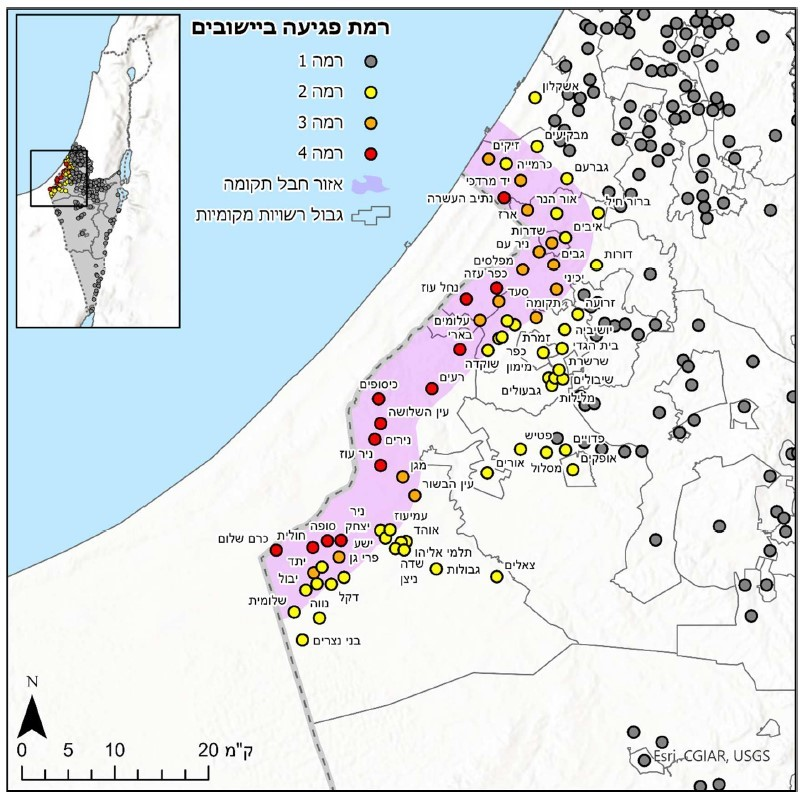 רמת פגיעה ביישובים
רמה 1
רמה 2
רמה 3
רמה 4
אזור חבל תקומה
גבול רשויות מקומיות
אשקלון
מבקיעים
זיקים
כרמייה
גברעם
יד מרדכי
נתיב העשרה
אור הנר
ברור חיל
ארז
איבים
שדרות
ניר עם
גבים
דורות
מפלסים
כפר עזה
יכיני
נחל עוז
סעד
תקומה
זרועה
עלומים
יושיביה
בארי
זמרת
בית הגדי
שוקדה
כפר
מימון
שרשרת
שיבולים
רעים
גבעולים
מלילות
כיסופים
עין השלושה
נירים
פטיש
פדויים
ניר עוז
אופקים
מגן
אורים
מסלול
עין הבשור
ניר
יצחק
עמיעוז
סופה
אוהד
חולית
כרם שלום
ישע
פרי גן
תלמי אליהו
יתד
שדה
ניצן
צאלים
גבולות
יבול
דקל
שלומית
נווה
בני נצרים
N
0 5 10 20 ק"מ
Esri, CGIAR, USGS